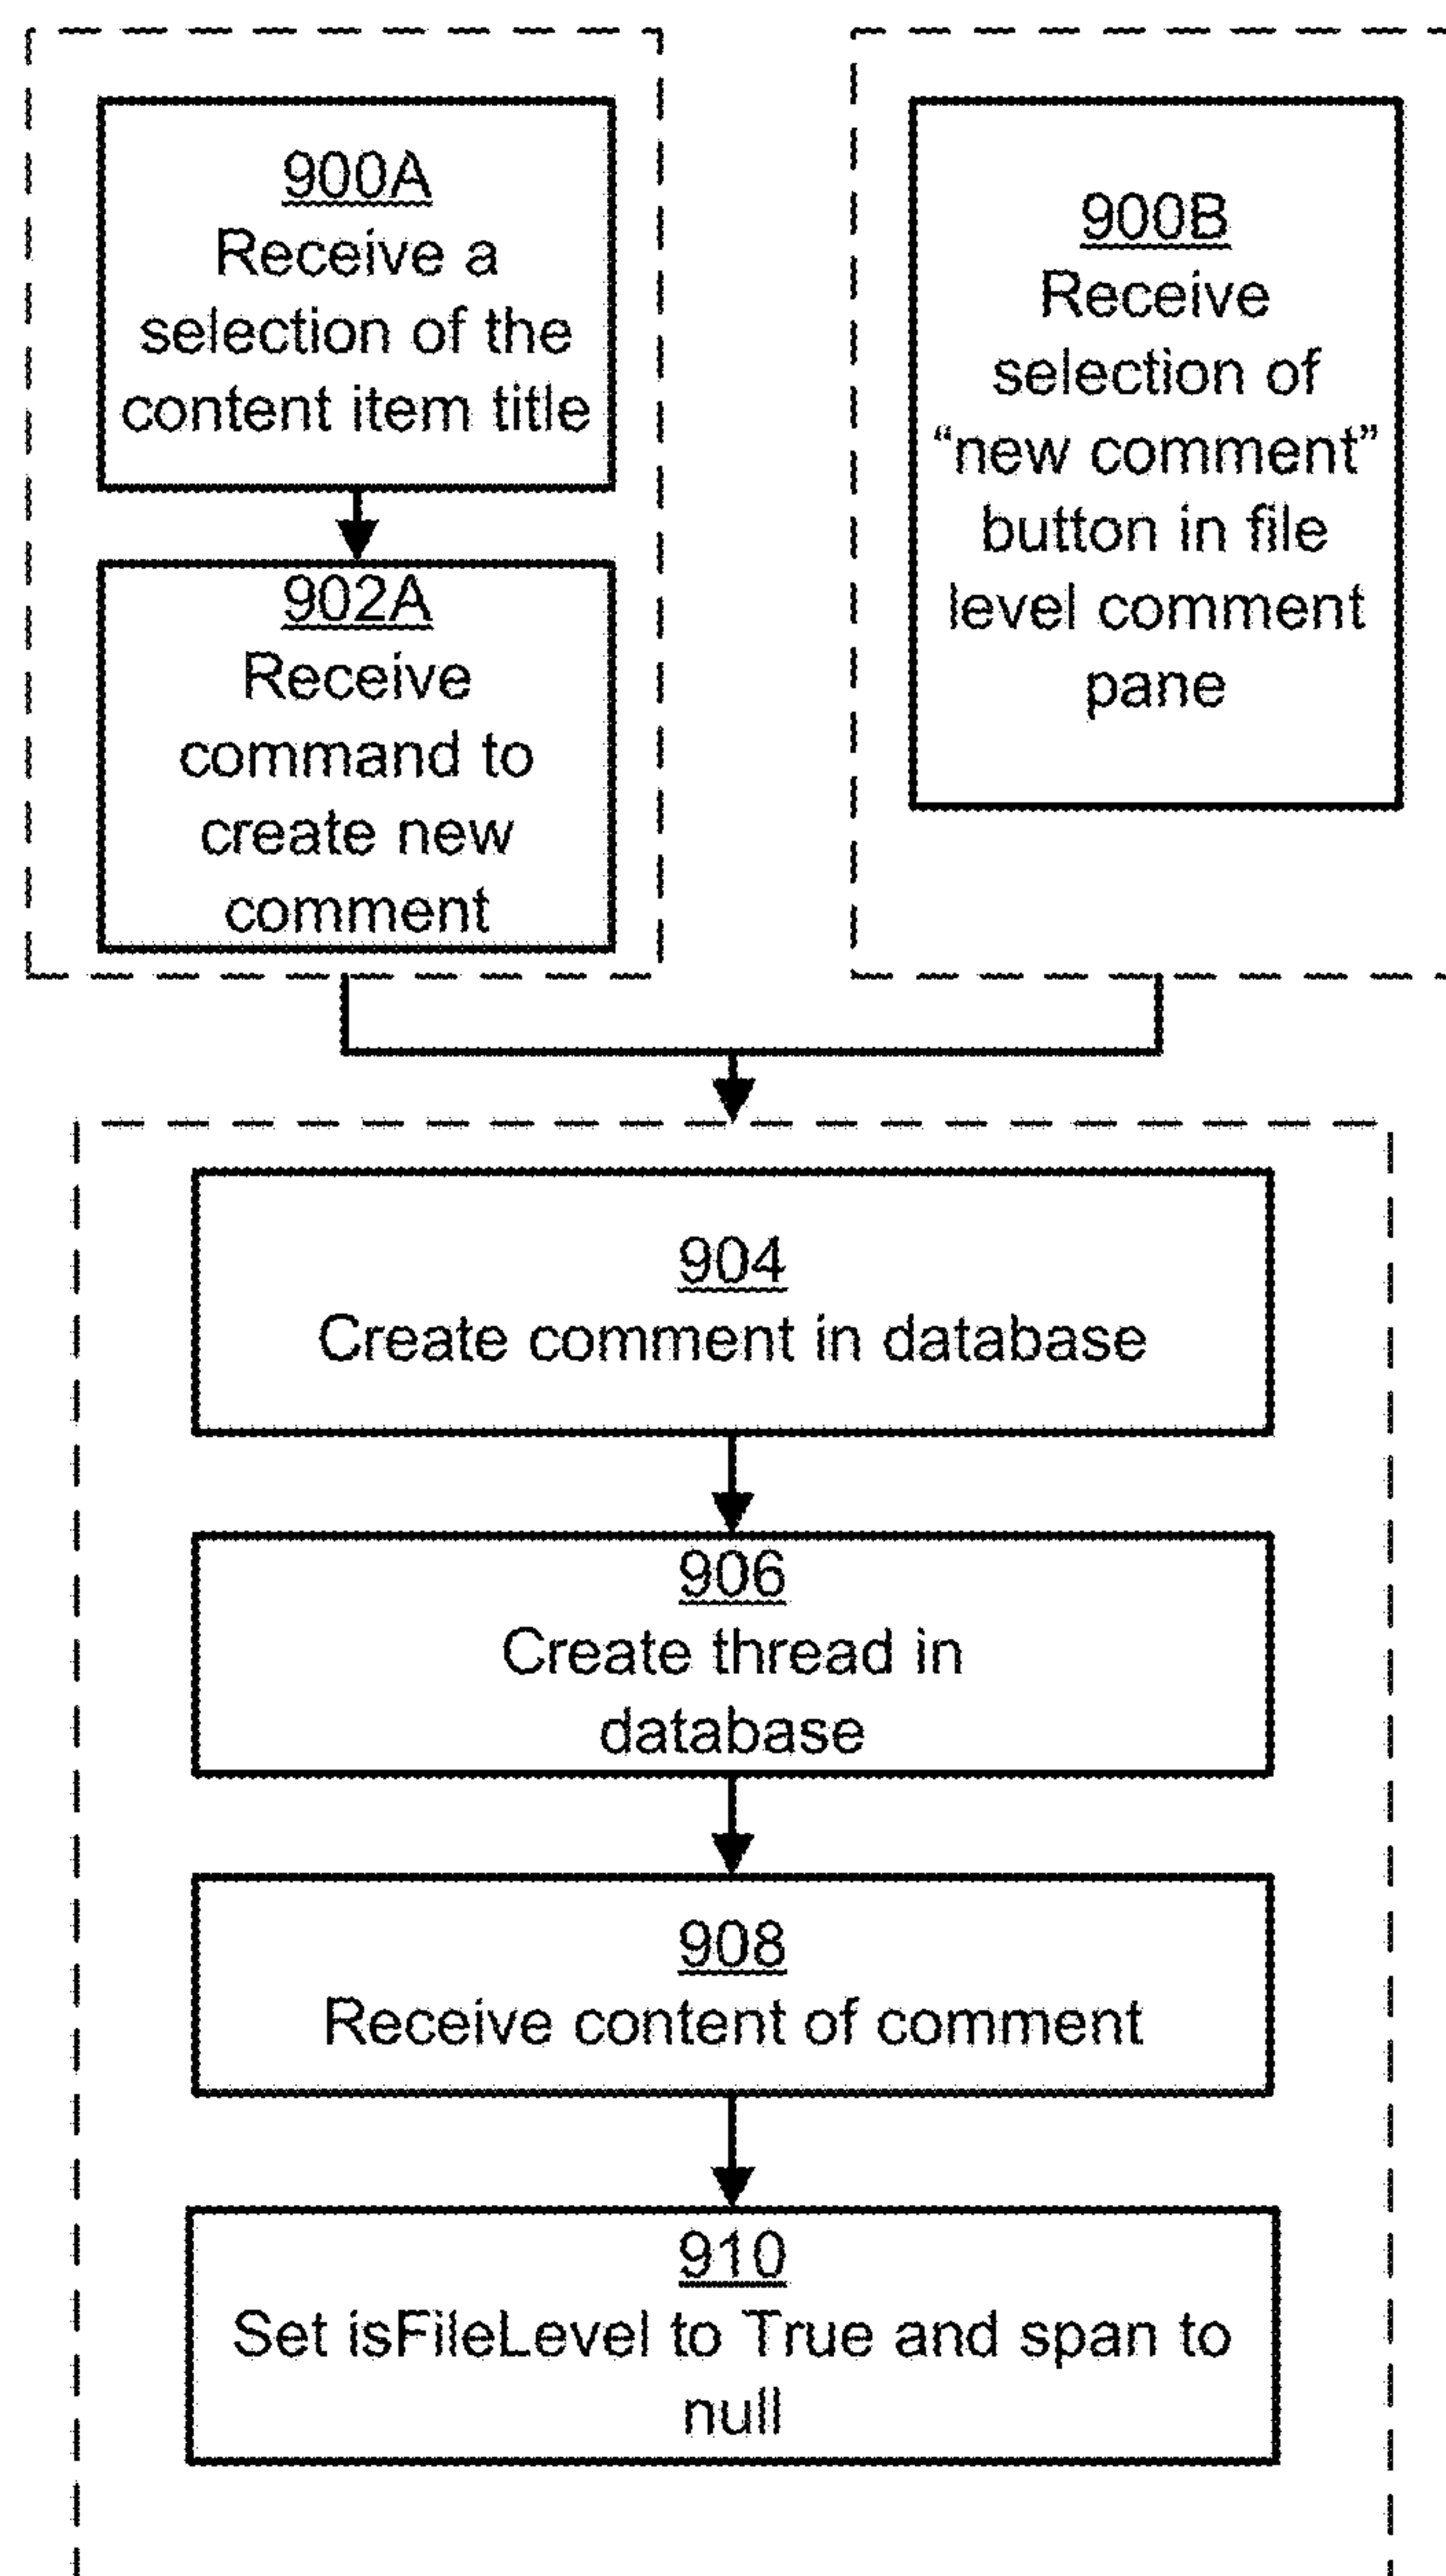 900A
Receive a
selection of the
content item title
902A
Receive
command to
create new
comment
900B
Receive
selection of
“new comment”
button in file
level comment
pane
904
Create comment in database
906
Create thread in
database
908
Receive content of comment
910
Set isFileLevel to True and span to
null